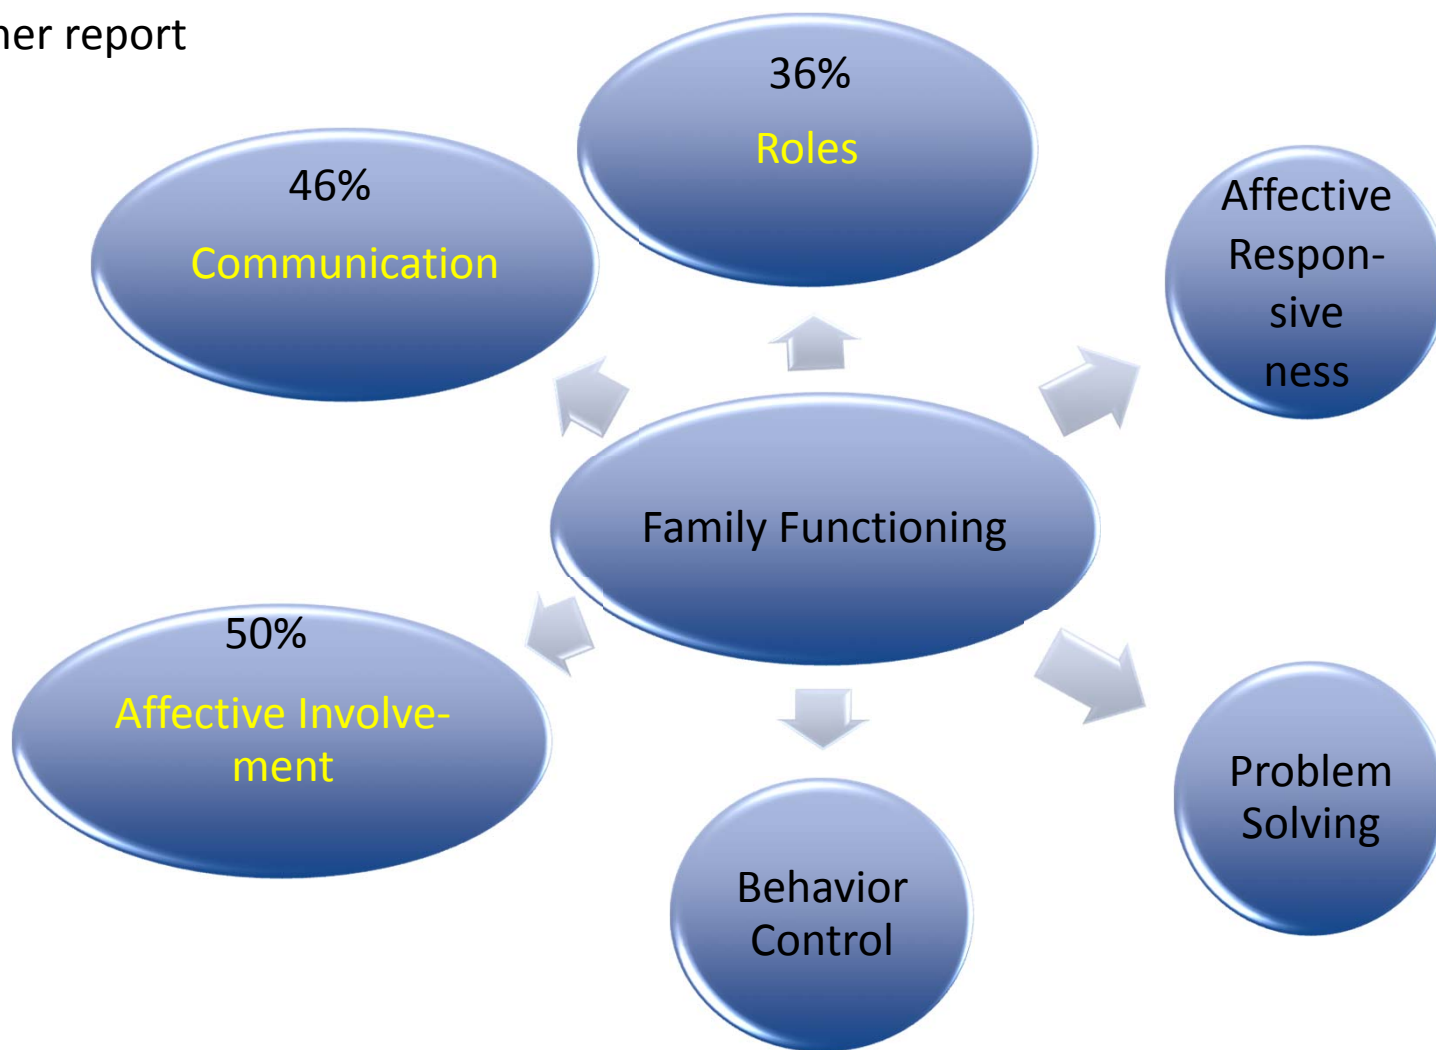 report
36%
Roles
46%
Communication
Affective
Respon-
sive
ness
Family Functioning
50%
Affective Involve-
ment
Problem
Solving
Behavior
Control